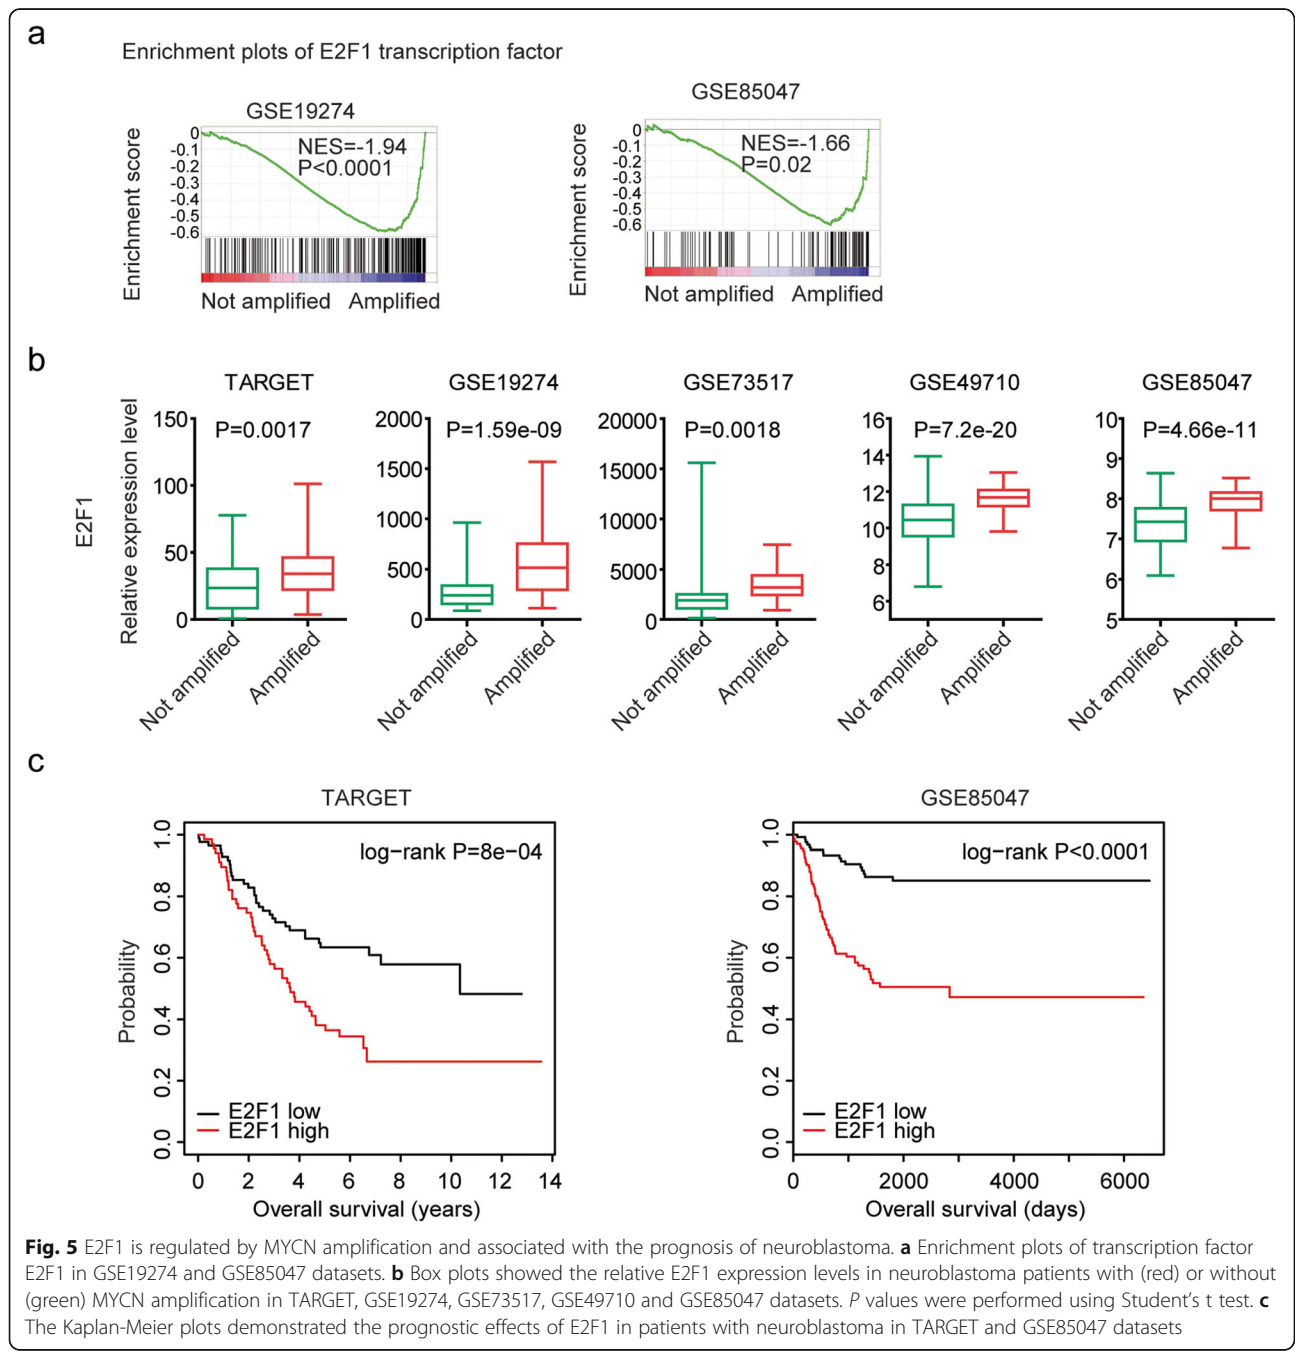 a
Enrichment plots of E2F1 transcription factor
GSE19274
Enrichment score
0
-0.1
-0.2
-0.3
-0.4
-0.5
-0.6
NES=-1.94
P<0.0001
Not amplified Amplified
GSE85047
Enrichment score
0
-0.1
-0.2
-0.3
-0.4
-0.5
-0.6
NES=-1.66
P=0.02
Not amplified Amplified
b
E2F1
Relative expression level
TARGET
P=0.0017
150
100
50
0
Not amplified
Amplified
GSE19274
P=1.59e-09
2000
1500
1000
500
0
Not amplified
Amplified
GSE73517
P=0.0018
20000
15000
10000
5000
0
Not amplified
Amplified
GSE49710
P=7.2e-20
16
14
12
10
8
6
Not amplified
Amplified
GSE85047
P=4.66e-11
10
9
8
7
6
5
Not amplified
Amplified
c
TARGET
log−rank P=8e−04
Probability
1.0
0.8
0.6
0.4
0.2
0.0
E2F1 low
E2F1 high
0 2 4 6 8 10 12 14
Overall survival (years)
GSE85047
log−rank P<0.0001
Probability
1.0
0.8
0.6
0.4
0.2
0.0
E2F1 low
E2F1 high
0 2000 4000 6000
Overall survival (days)
Fig. 5 E2F1 is regulated by MYCN amplification and associated with the prognosis of neuroblastoma. a Enrichment plots of transcription factor
E2F1 in GSE19274 and GSE85047 datasets. b Box plots showed the relative E2F1 expression levels in neuroblastoma patients with (red) or without
(green) MYCN amplification in TARGET, GSE19274, GSE73517, GSE49710 and GSE85047 datasets. P values were performed using Student's t test. c
The Kaplan-Meier plots demonstrated the prognostic effects of E2F1 in patients with neuroblastoma in TARGET and GSE85047 datasets